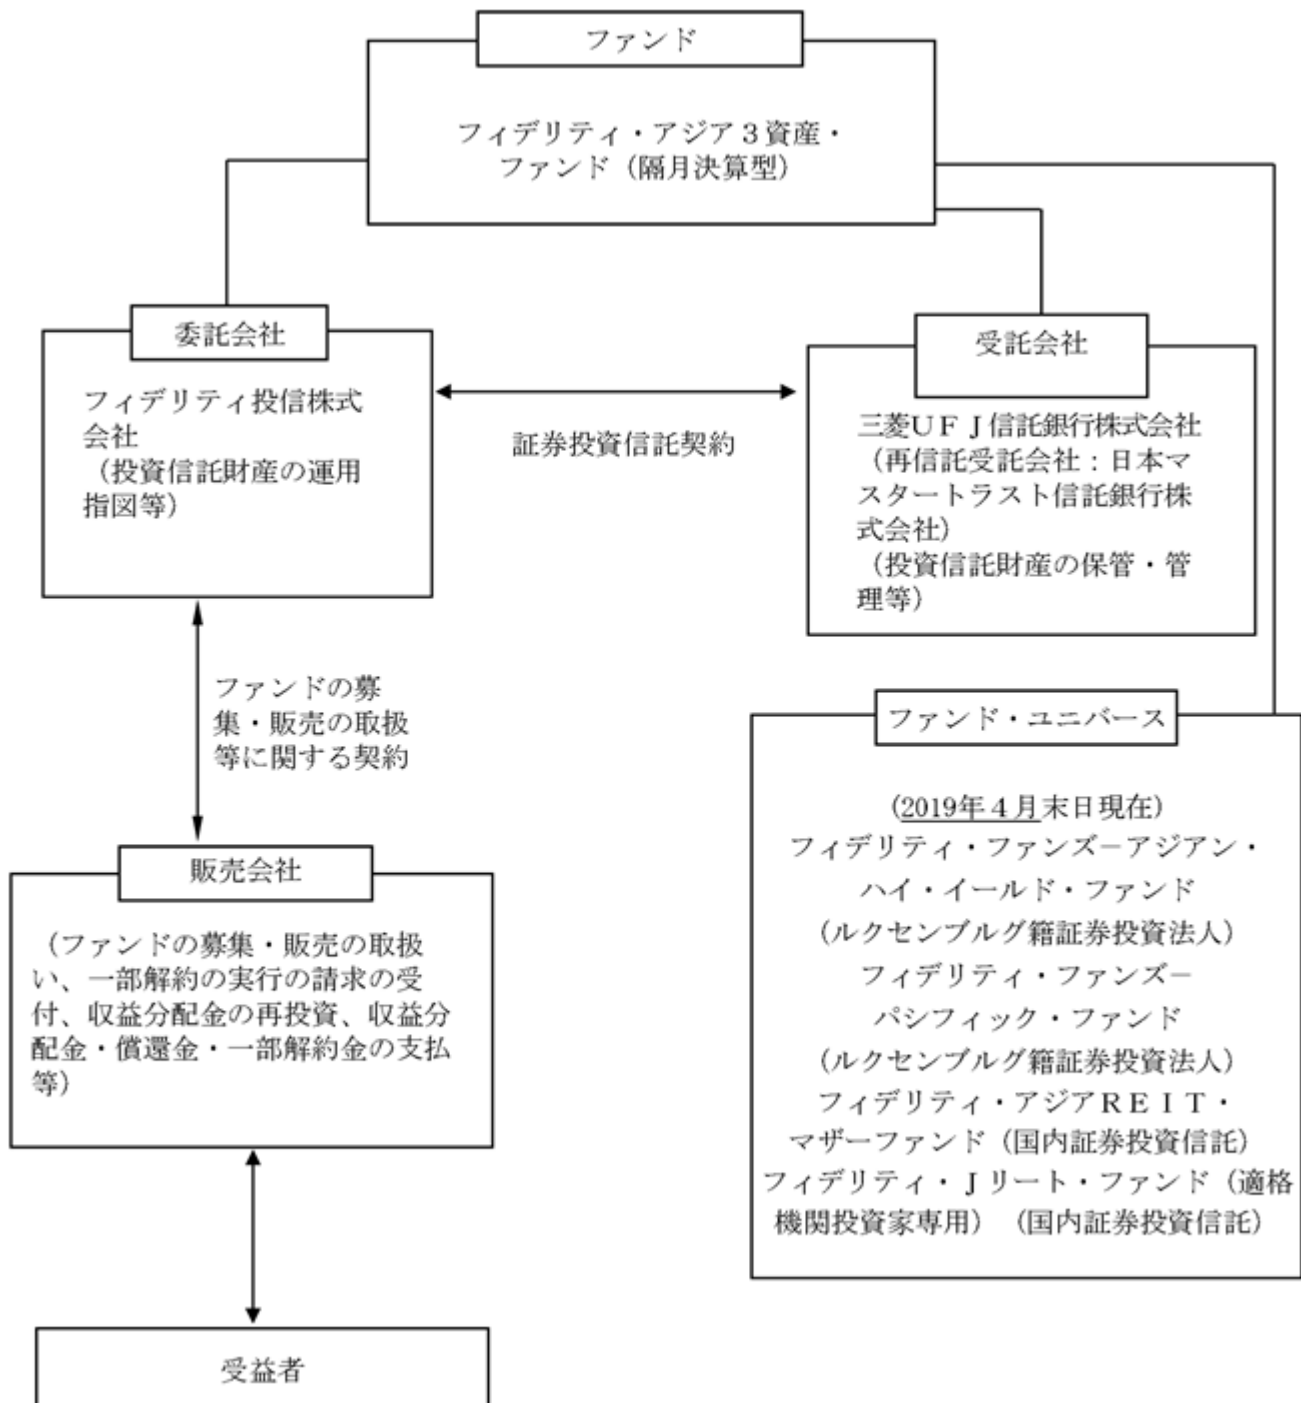 ファンド
フィデリティ・アジア３資産・
ファンド（隔月決算型）
委託会社
フィデリティ投信株式
会社
（投資信託財産の運用
指図等）
証券投資信託契約
受託会社
三菱ＵＦＪ信託銀行株式会社
（再信託受託会社：日本マ
スタートラスト信託銀行株
式会社）
（投資信託財産の保管・管
理等）
ファンドの募
集・販売の取扱
等に関する契約
販売会社
（ファンドの募集・販売の取扱
い、一部解約の実行の請求の受
付、収益分配金の再投資、収益分
配金・償還金・一部解約金の支払
等）
受益者
ファンド・ユニバース
（2019年４月末日現在）
フィデリティ・ファンズ－アジアン・
ハイ・イールド・ファンド
（ルクセンブルグ籍証券投資法人）
フィデリティ・ファンズ－
パシフィック・ファンド
（ルクセンブルグ籍証券投資法人）
フィデリティ・アジアＲＥＩＴ・
マザーファンド（国内証券投資信託）
フィデリティ・Ｊリート・ファンド（適格
機関投資家専用）（国内証券投資信託）